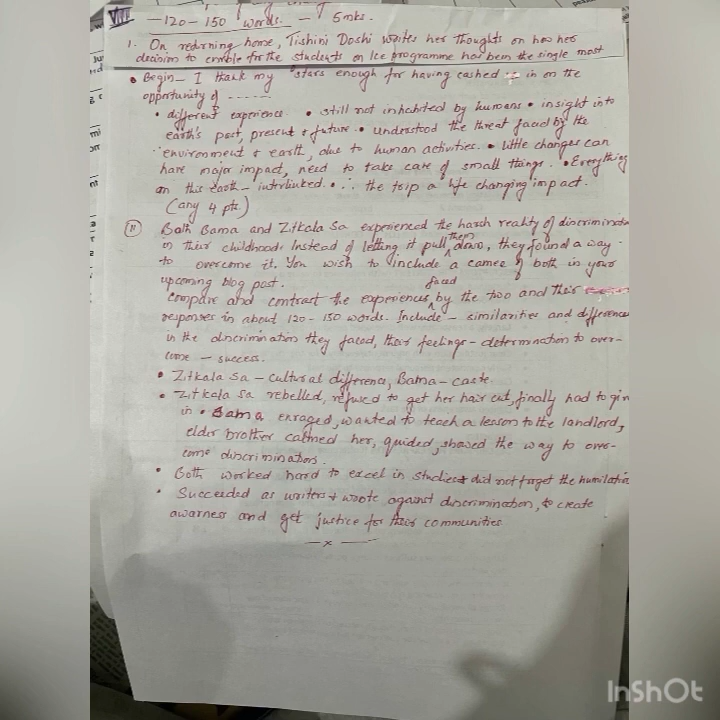 VIII
—120-150 words. — 5 mks.
1. On returning home, Tishini Doshi writes her thoughts on how her
decision to enroble for the students on Ice programme has been the single most
• Begin — I thank my stars enough for having cashed in on the
opportunity of ------
• different experience. • still not inhabited by humans • insight into
earth's past, present & future. • understood the threat faced by the
environment & earth, due to human activities. • little changes can
have major impact, need to take care of small things. • Everything
on this earth — interlinked. • ∴ the trip a life changing impact.
(any 4 pts)
II Both Bama and Zitkala Sa experienced the harsh reality of discrimination
in their childhood. Instead of letting it pull them down, they found a way
to overcome it. You wish to include a cameo of both in your
upcoming blog post.
Compare and contrast the experiences faced by the two and their
responses in about 120-150 words. Include — similarities and differences
in the discrimination they faced, their feelings - determination to over-
come — success.
• Zitkala Sa — cultural difference, Bama - caste.
• Zitkala Sa rebelled, refused to get her hair cut, finally had to give
in • Bama enraged, wanted to teach a lesson to the landlord,
elder brother calmed her, guided, showed the way to over-
come discrimination.
• Both worked hard to excel in studies & did not forget the humiliation
• Succeeded as writers & wrote against discrimination, to create
awarness and get justice for their communities
—x—
InShOt